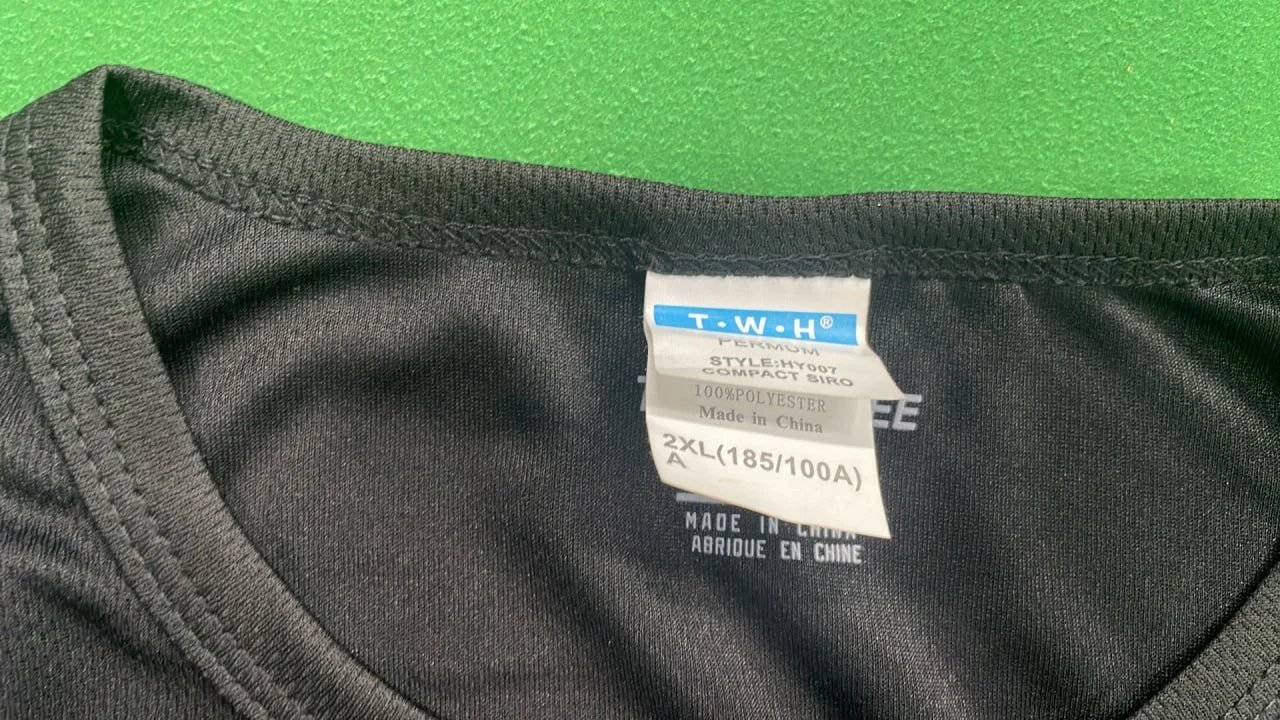 T·W·H®
PERMUM
STYLE:HY007
COMPACT SIRO
100%POLYESTER
Made in China
EE
2XL(185/100A)
A
MADE IN CHINA
ABRIQUE EN CHINE